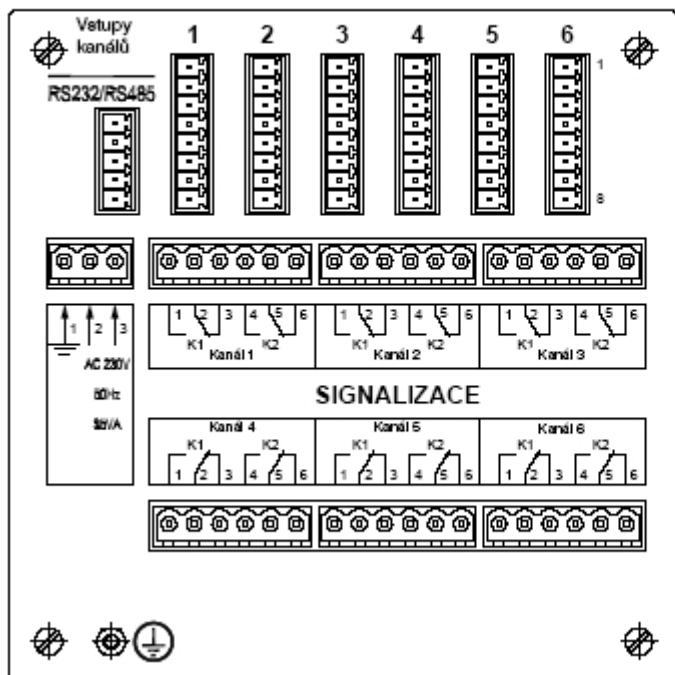 Vstupy
kanálů
1 2 3 4 5 6
RS232/RS485
1
8
1 2 3
AC 230V
50Hz
1 2 3 4 5 6 1 2 3 4 5 6 1 2 3 4 5 6
K1 K2 K1 K2 K1 K2
Kanál 1 Kanál 2 Kanál 3
SIGNALIZACE
Kanál 4 Kanál 5 Kanál 6
K1 K2 K1 K2 K1 K2
1 2 3 4 5 6 1 2 3 4 5 6 1 2 3 4 5 6